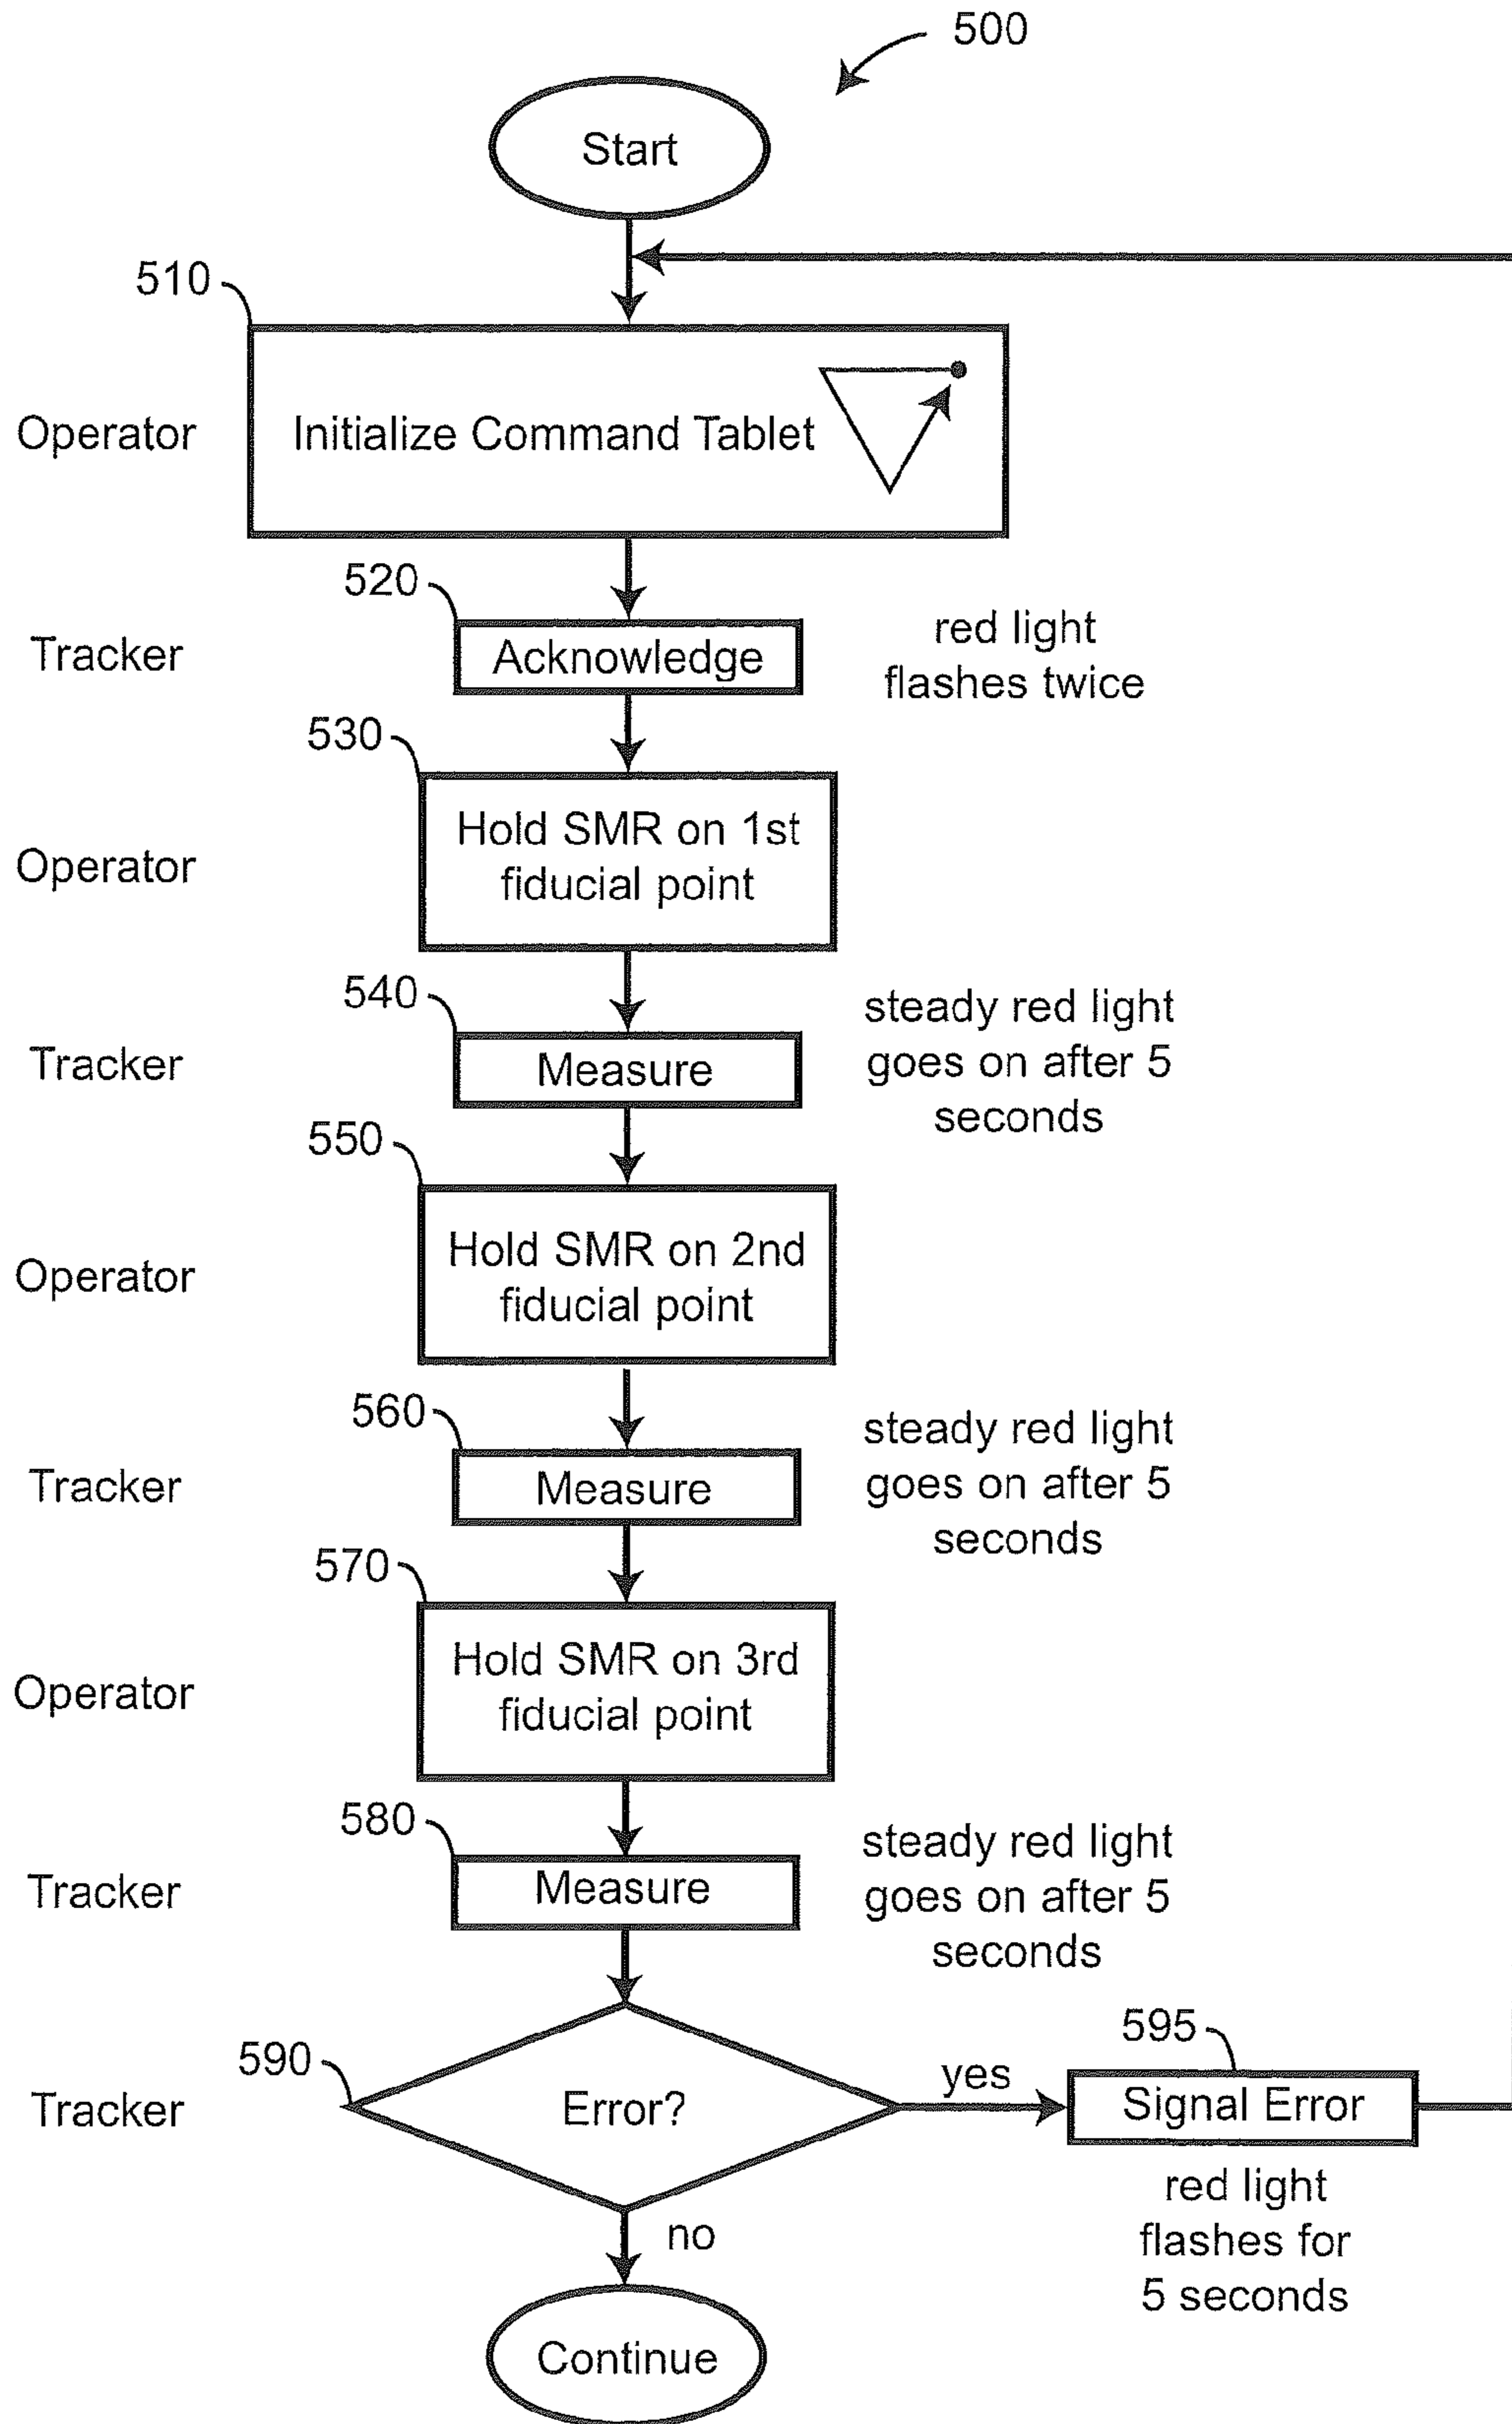 500
Start
510
Operator
Initialize Command Tablet
520
Tracker
Acknowledge
red light
flashes twice
530
Operator
Hold SMR on 1st
fiducial point
540
Tracker
Measure
steady red light
goes on after 5
seconds
550
Operator
Hold SMR on 2nd
fiducial point
560
Tracker
Measure
steady red light
goes on after 5
seconds
570
Operator
Hold SMR on 3rd
fiducial point
580
Tracker
Measure
steady red light
goes on after 5
seconds
590
Tracker
Error?
yes
595
Signal Error
red light
flashes for
5 seconds
no
Continue